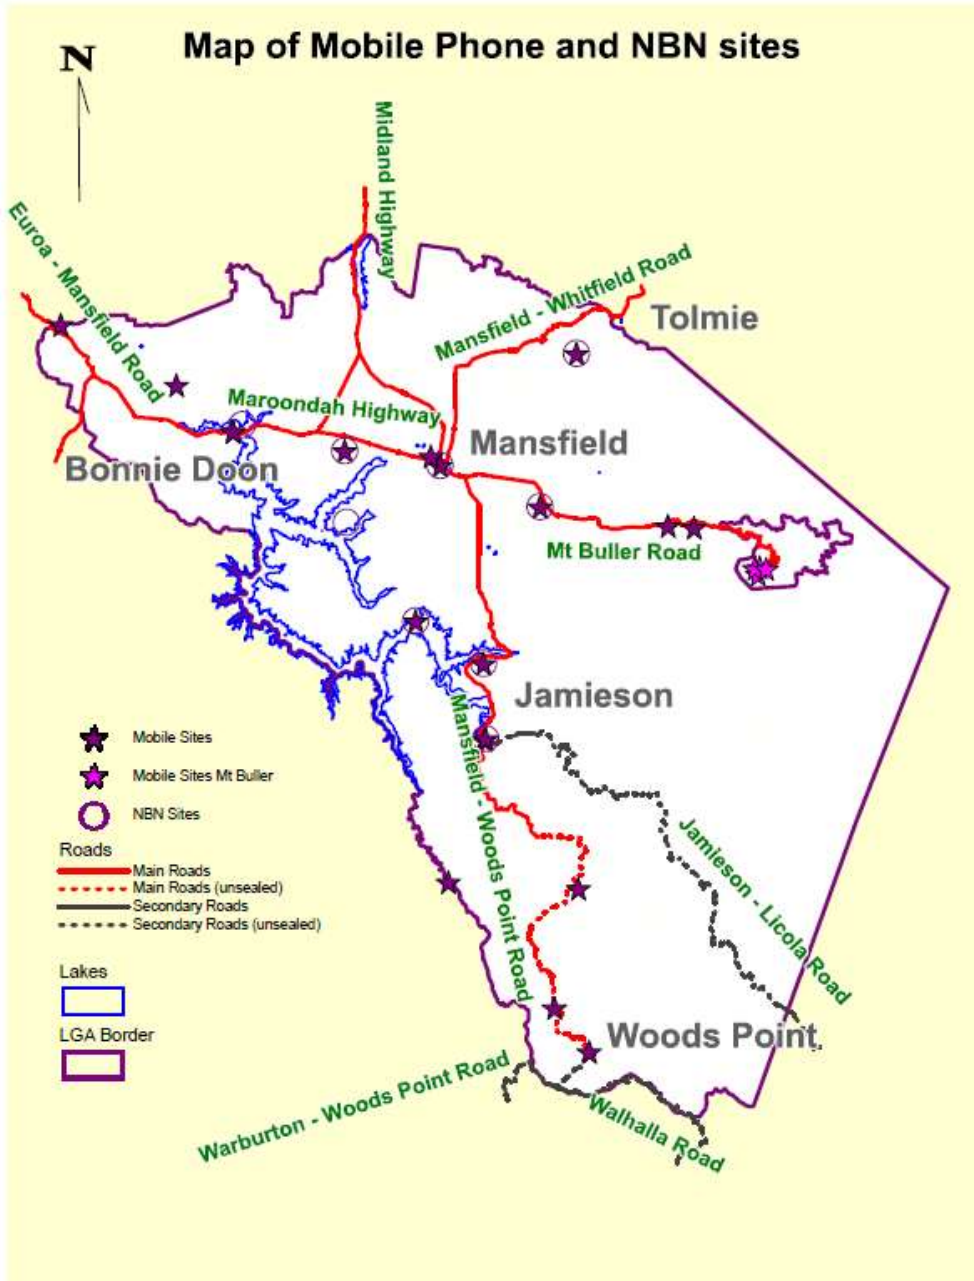 Map of Mobile Phone and NBN sites
N
Midland Highway
Euroa - Mansfield Road
Mansfield - Whitfield Road
Tolmie
Maroondah Highway
Mansfield
Bonnie Doon
Mt Buller Road
Jamieson
Mansfield - Woods Point Road
Jamieson - Licola Road
Woods Point
Warburton - Woods Point Road
Walhalla Road
Mobile Sites
Mobile Sites Mt Buller
NBN Sites
Roads
Main Roads
Main Roads (unsealed)
Secondary Roads
Secondary Roads (unsealed)
Lakes
LGA Border